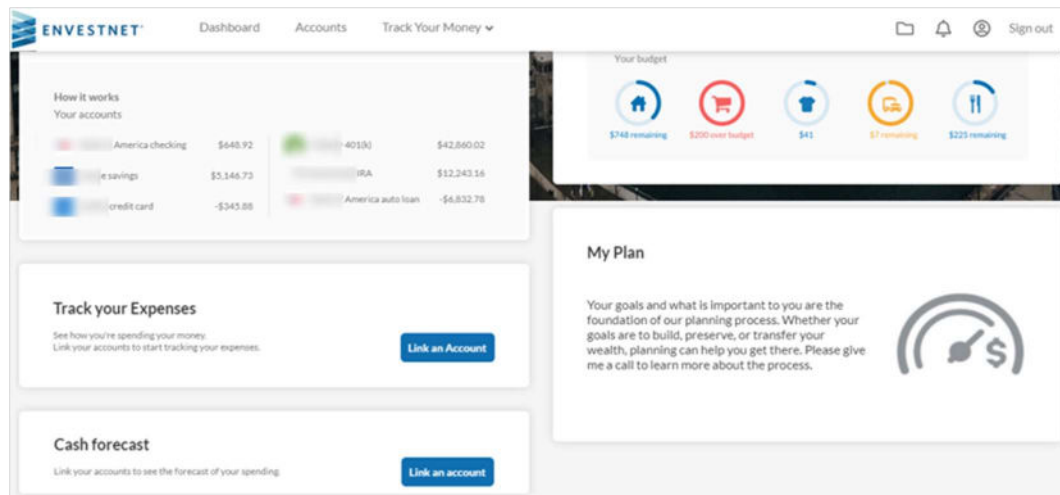 ENVESTNET
Dashboard
Accounts
Track Your Money
Sign out
How it works
Your accounts
America checking $648.92
e savings $5,146.73
credit card -$345.88
401(k) $42,860.02
IRA $12,243.16
America auto loan -$6,832.78
Your budget
$748 remaining
$200 over budget
$41
$7 remaining
$225 remaining
Track your Expenses
See how you're spending your money.
Link your accounts to start tracking your expenses.
Link an Account
Cash forecast
Link your accounts to see the forecast of your spending
Link an account
My Plan
Your goals and what is important to you are the
foundation of our planning process. Whether your
goals are to build, preserve, or transfer your
wealth, planning can help you get there. Please give
me a call to learn more about the process.
$